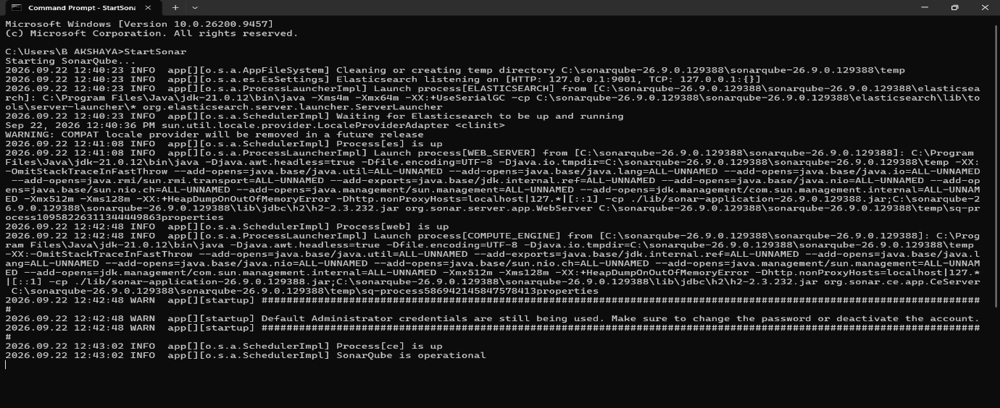 Command Prompt - StartSona
Microsoft Windows [Version 10.0.26200.9457]
(c) Microsoft Corporation. All rights reserved.
C:\Users\B AKSHAYA>StartSonar
Starting SonarQube...
2026.09.22 12:40:23 INFO  app[][o.s.a.AppFileSystem] Cleaning or creating temp directory C:\sonarqube-26.9.0.129388\sonarqube-26.9.0.129388\temp
2026.09.22 12:40:23 INFO  app[][o.s.a.es.EsSettings] Elasticsearch listening on [HTTP: 127.0.0.1:9001, TCP: 127.0.0.1:{}]
2026.09.22 12:40:23 INFO  app[][o.s.a.ProcessLauncherImpl] Launch process[ELASTICSEARCH] from [C:\sonarqube-26.9.0.129388\sonarqube-26.9.0.129388\elasticsea
rch]: C:\Program Files\Java\jdk-21.0.12\bin\java -Xms4m -Xmx64m -XX:+UseSerialGC -cp C:\sonarqube-26.9.0.129388\sonarqube-26.9.0.129388\elasticsearch\lib\to
ols\server-launcher\* org.elasticsearch.server.launcher.ServerLauncher
2026.09.22 12:40:23 INFO  app[][o.s.a.SchedulerImpl] Waiting for Elasticsearch to be up and running
Sep 22, 2026 12:40:36 PM sun.util.locale.provider.LocaleProviderAdapter <clinit>
WARNING: COMPAT locale provider will be removed in a future release
2026.09.22 12:41:08 INFO  app[][o.s.a.SchedulerImpl] Process[es] is up
2026.09.22 12:41:08 INFO  app[][o.s.a.ProcessLauncherImpl] Launch process[WEB_SERVER] from [C:\sonarqube-26.9.0.129388\sonarqube-26.9.0.129388]: C:\Program
Files\Java\jdk-21.0.12\bin\java -Djava.awt.headless=true -Dfile.encoding=UTF-8 -Djava.io.tmpdir=C:\sonarqube-26.9.0.129388\sonarqube-26.9.0.129388\temp -XX:
-OmitStackTraceInFastThrow --add-opens=java.base/java.util=ALL-UNNAMED --add-opens=java.base/java.lang=ALL-UNNAMED --add-opens=java.base/java.io=ALL-UNNAMED
 --add-opens=java.rmi/sun.rmi.transport=ALL-UNNAMED --add-exports=java.base/jdk.internal.ref=ALL-UNNAMED --add-opens=java.base/java.nio=ALL-UNNAMED --add-op
ens=java.base/sun.nio.ch=ALL-UNNAMED --add-opens=java.management/sun.management=ALL-UNNAMED --add-opens=jdk.management/com.sun.management.internal=ALL-UNNAM
ED -Xmx512m -Xms128m -XX:+HeapDumpOnOutOfMemoryError -Dhttp.nonProxyHosts=localhost|127.*|[::1] -cp ./lib/sonar-application-26.9.0.129388.jar;C:\sonarqube-2
6.9.0.129388\sonarqube-26.9.0.129388\lib\jdbc\h2\h2-2.3.232.jar org.sonar.server.app.WebServer C:\sonarqube-26.9.0.129388\sonarqube-26.9.0.129388\temp\sq-pr
ocess10958226311344449863properties
2026.09.22 12:42:48 INFO  app[][o.s.a.SchedulerImpl] Process[web] is up
2026.09.22 12:42:48 INFO  app[][o.s.a.ProcessLauncherImpl] Launch process[COMPUTE_ENGINE] from [C:\sonarqube-26.9.0.129388\sonarqube-26.9.0.129388]: C:\Prog
ram Files\Java\jdk-21.0.12\bin\java -Djava.awt.headless=true -Dfile.encoding=UTF-8 -Djava.io.tmpdir=C:\sonarqube-26.9.0.129388\sonarqube-26.9.0.129388\temp
-XX:-OmitStackTraceInFastThrow --add-opens=java.base/java.util=ALL-UNNAMED --add-exports=java.base/jdk.internal.ref=ALL-UNNAMED --add-opens=java.base/java.l
ang=ALL-UNNAMED --add-opens=java.base/java.nio=ALL-UNNAMED --add-opens=java.base/sun.nio.ch=ALL-UNNAMED --add-opens=java.management/sun.management=ALL-UNNAM
ED --add-opens=jdk.management/com.sun.management.internal=ALL-UNNAMED -Xmx512m -Xms128m -XX:+HeapDumpOnOutOfMemoryError -Dhttp.nonProxyHosts=localhost|127.*
|[::1] -cp ./lib/sonar-application-26.9.0.129388.jar;C:\sonarqube-26.9.0.129388\sonarqube-26.9.0.129388\lib\jdbc\h2\h2-2.3.232.jar org.sonar.ce.app.CeServer
 C:\sonarqube-26.9.0.129388\sonarqube-26.9.0.129388\temp\sq-process586942145847578413properties
2026.09.22 12:42:48 WARN  app[][startup] ###################################################################################################################
#
2026.09.22 12:42:48 WARN  app[][startup] Default Administrator credentials are still being used. Make sure to change the password or deactivate the account.
2026.09.22 12:42:48 WARN  app[][startup] ###################################################################################################################
#
2026.09.22 12:43:02 INFO  app[][o.s.a.SchedulerImpl] Process[ce] is up
2026.09.22 12:43:02 INFO  app[][o.s.a.SchedulerImpl] SonarQube is operational